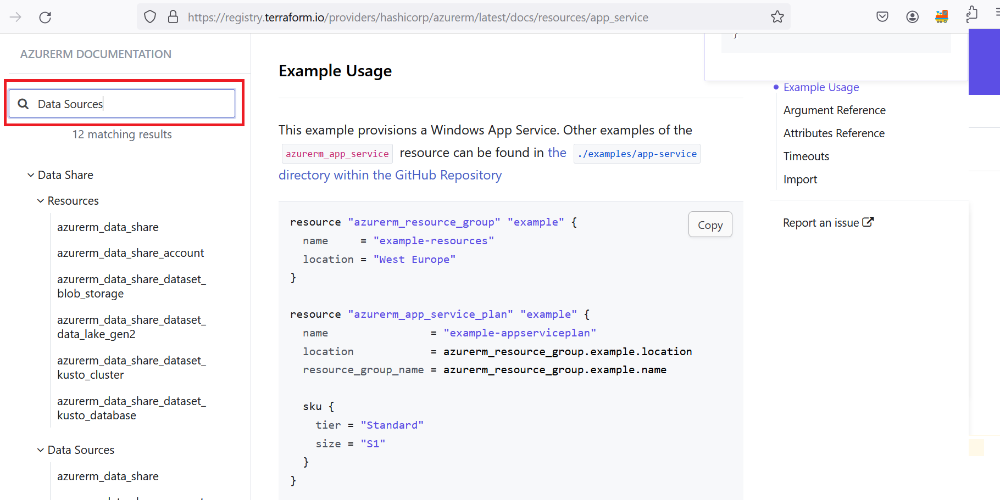 https://registry.terraform.io/providers/hashicorp/azurerm/latest/docs/resources/app_service
AZURERM DOCUMENTATION
Data Sources
12 matching results
Data Share
Resources
azurerm_data_share
azurerm_data_share_account
azurerm_data_share_dataset_
blob_storage
azurerm_data_share_dataset_
data_lake_gen2
azurerm_data_share_dataset_
kusto_cluster
azurerm_data_share_dataset_
kusto_database
Data Sources
azurerm_data_share
Example Usage
This example provisions a Windows App Service. Other examples of the
azurerm_app_service resource can be found in the ./examples/app-service
directory within the GitHub Repository
Copy
resource "azurerm_resource_group" "example" {
  name     = "example-resources"
  location = "West Europe"
}
resource "azurerm_app_service_plan" "example" {
  name                = "example-appserviceplan"
  location            = azurerm_resource_group.example.location
  resource_group_name = azurerm_resource_group.example.name
  sku {
    tier = "Standard"
    size = "S1"
  }
}
}
Example Usage
Argument Reference
Attributes Reference
Timeouts
Import
Report an issue